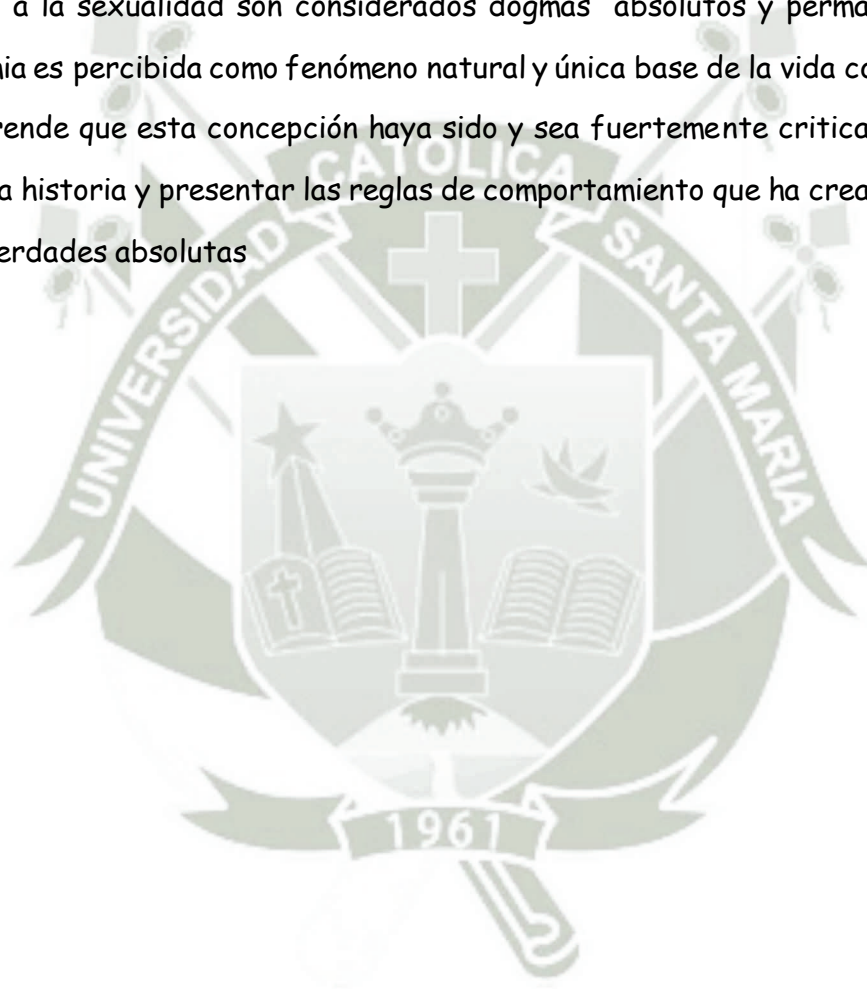 a la sexualidad son considerados dogmas absolutos y perma
ia es percibida como fenómeno natural y única base de la vida co
rende que esta concepción haya sido y sea fuertemente critica
a historia y presentar las reglas de comportamiento que ha crea
erdades absolutas
UNIVERSIDAD CATOLICA SANTA MARIA
1961